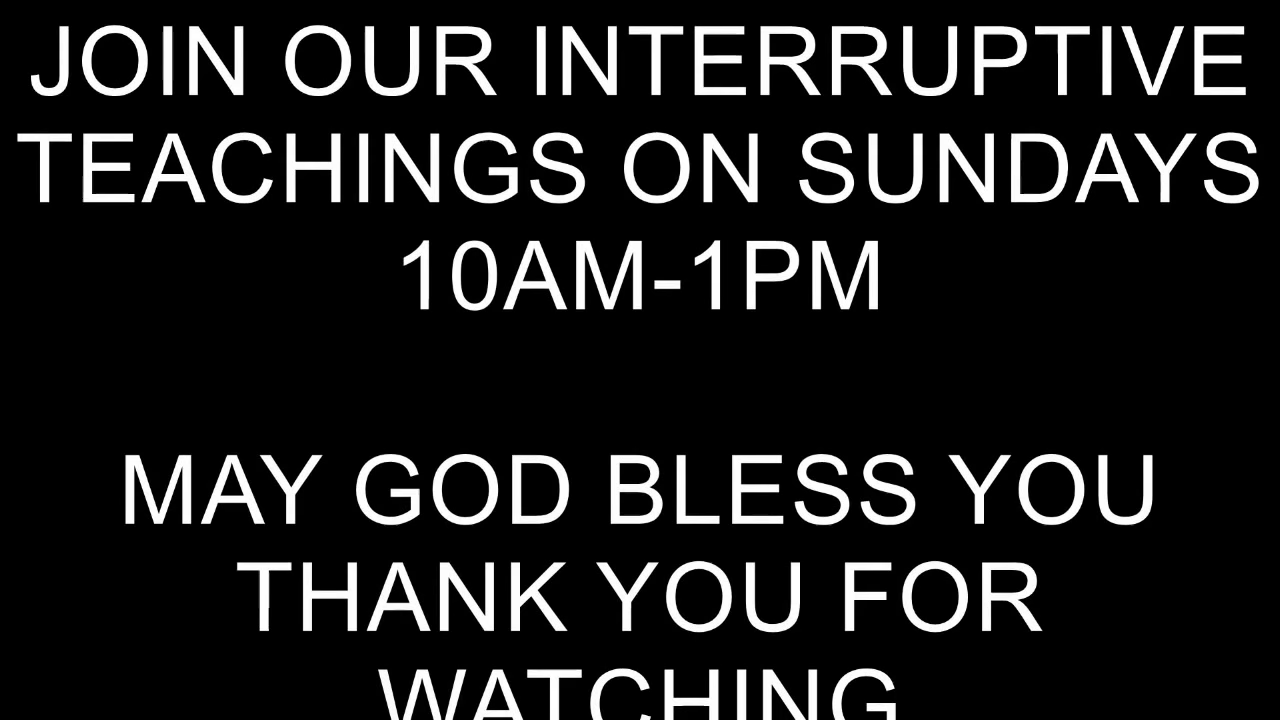 JOIN OUR INTERRUPTIVE
TEACHINGS ON SUNDAYS
10AM-1PM
MAY GOD BLESS YOU
THANK YOU FOR
WATCHING